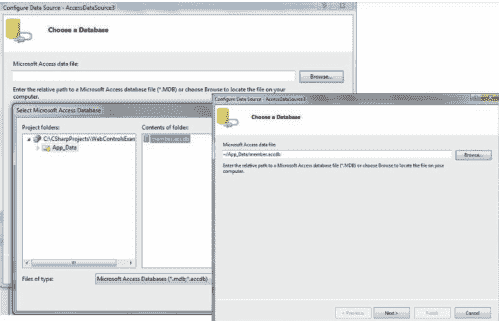 Configure Data Source - AccessDataSource3
Choose a Database
Microsoft Access data file:
Browse...
Enter the relative path to a Microsoft Access database file (*.MDB) or choose Browse to locate the file on your
computer.
Select Microsoft Access Database
Project folders:
Contents of folder:
C:\CSharpProjects\WebControlsExam
App_Data
member.accdb
Files of type:
Microsoft Access Databases (*.mdb;*.accdb)
Configure Data Source - AccessDataSource3
Choose a Database
Microsoft Access data file:
~/App_Data/member.accdb
Browse...
Enter the relative path to a Microsoft Access database file (*.MDB) or choose Browse to locate the file on your
computer.
< Previous
Next >
Finish
Cancel